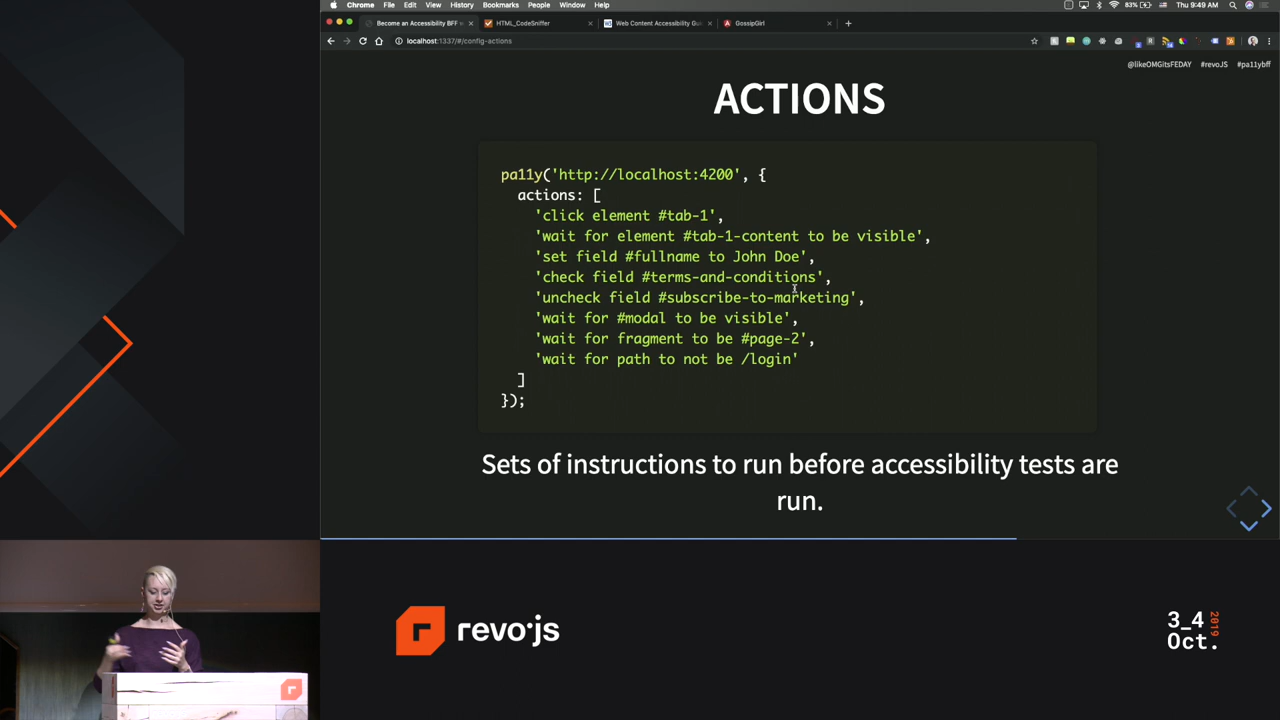 Chrome File Edit View History Bookmarks People Window Help 83% Thu 9:49 AM
Become an Accessibility BFF HTML_CodeSniffer Web Content Accessibility Gui GossipGirl
localhost:1337/#/config-actions
@likeOMGitsFEDAY #revoJS #pa11ybff
ACTIONS
pa11y('http://localhost:4200', {
actions: [
'click element #tab-1',
'wait for element #tab-1-content to be visible',
'set field #fullname to John Doe',
'check field #terms-and-conditions',
'uncheck field #subscribe-to-marketing',
'wait for #modal to be visible',
'wait for fragment to be #page-2',
'wait for path to not be /login'
]
});
Sets of instructions to run before accessibility tests are
run.
r revo.js
3_4 2019
Oct.
r